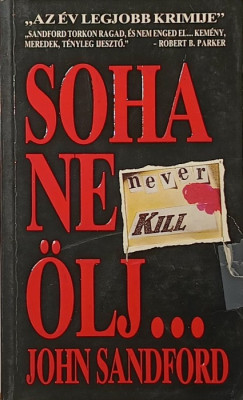 „AZ ÉV LEGJOBB KRIMIJE”
„SANDFORD TORKON RAGAD, ÉS NEM ENGED EL... KEMÉNY,
MEREDEK, TÉNYLEG IJESZTŐ.” - ROBERT B. PARKER
SOHA
NE
never
KILL
ÖLJ...
JOHN SANDFORD